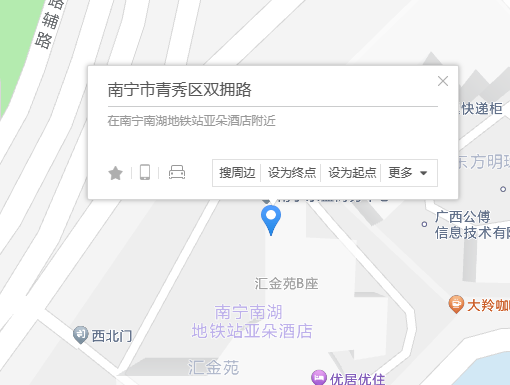 路
辅
路
南宁市青秀区双拥路
在南宁南湖地铁站亚朵酒店附近
搜周边 设为终点 设为起点 更多
快递柜
东方明珠
广西公傅
信息技术有限
汇金苑B座
南宁南湖
地铁站亚朵酒店
大羚咖
西北门
汇金苑
优居优住